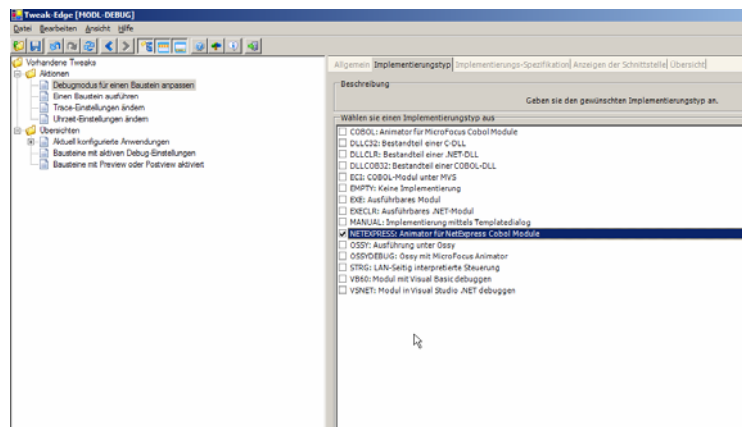 Tweak-Edge [MODL-DEBUG]
Datei Bearbeiten Ansicht Hilfe
Vorhandene Tweaks
Aktionen
Debugmodus für einen Baustein anpassen
Einen Baustein ausführen
Trace-Einstellungen ändern
Uhrzeit-Einstellungen ändern
Übersichten
Aktuell konfigurierte Anwendungen
Bausteine mit aktiven Debug-Einstellungen
Bausteine mit Preview oder Postview aktiviert
Allgemein Implementierungstyp Implementierungs-Spezifikation Anzeigen der Schnittstelle Übersicht
Beschreibung
Geben sie den gewünschten Implementierungstyp an.
Wählen sie einen Implementierungstyp aus
COBOL: Animator für MicroFocus Cobol Module
DLLC32: Bestandteil einer C-DLL
DLLCLR: Bestandteil einer .NET-DLL
DLLCOB32: Bestandteil einer COBOL-DLL
ECI: COBOL-Modul unter MVS
EMPTY: Keine Implementierung
EXE: Ausführbares Modul
EXECLR: Ausführbares .NET-Modul
MANUAL: Implementierung mittels Templatedialog
NETEXPRESS: Animator für NetExpress Cobol Module
OSSY: Ausführung unter Ossy
OSSYDEBUG: Ossy mit MicroFocus Animator
STRG: LAN-Seitig interpretierte Steuerung
VB60: Modul mit Visual Basic debuggen
VSNET: Modul in Visual Studio .NET debuggen